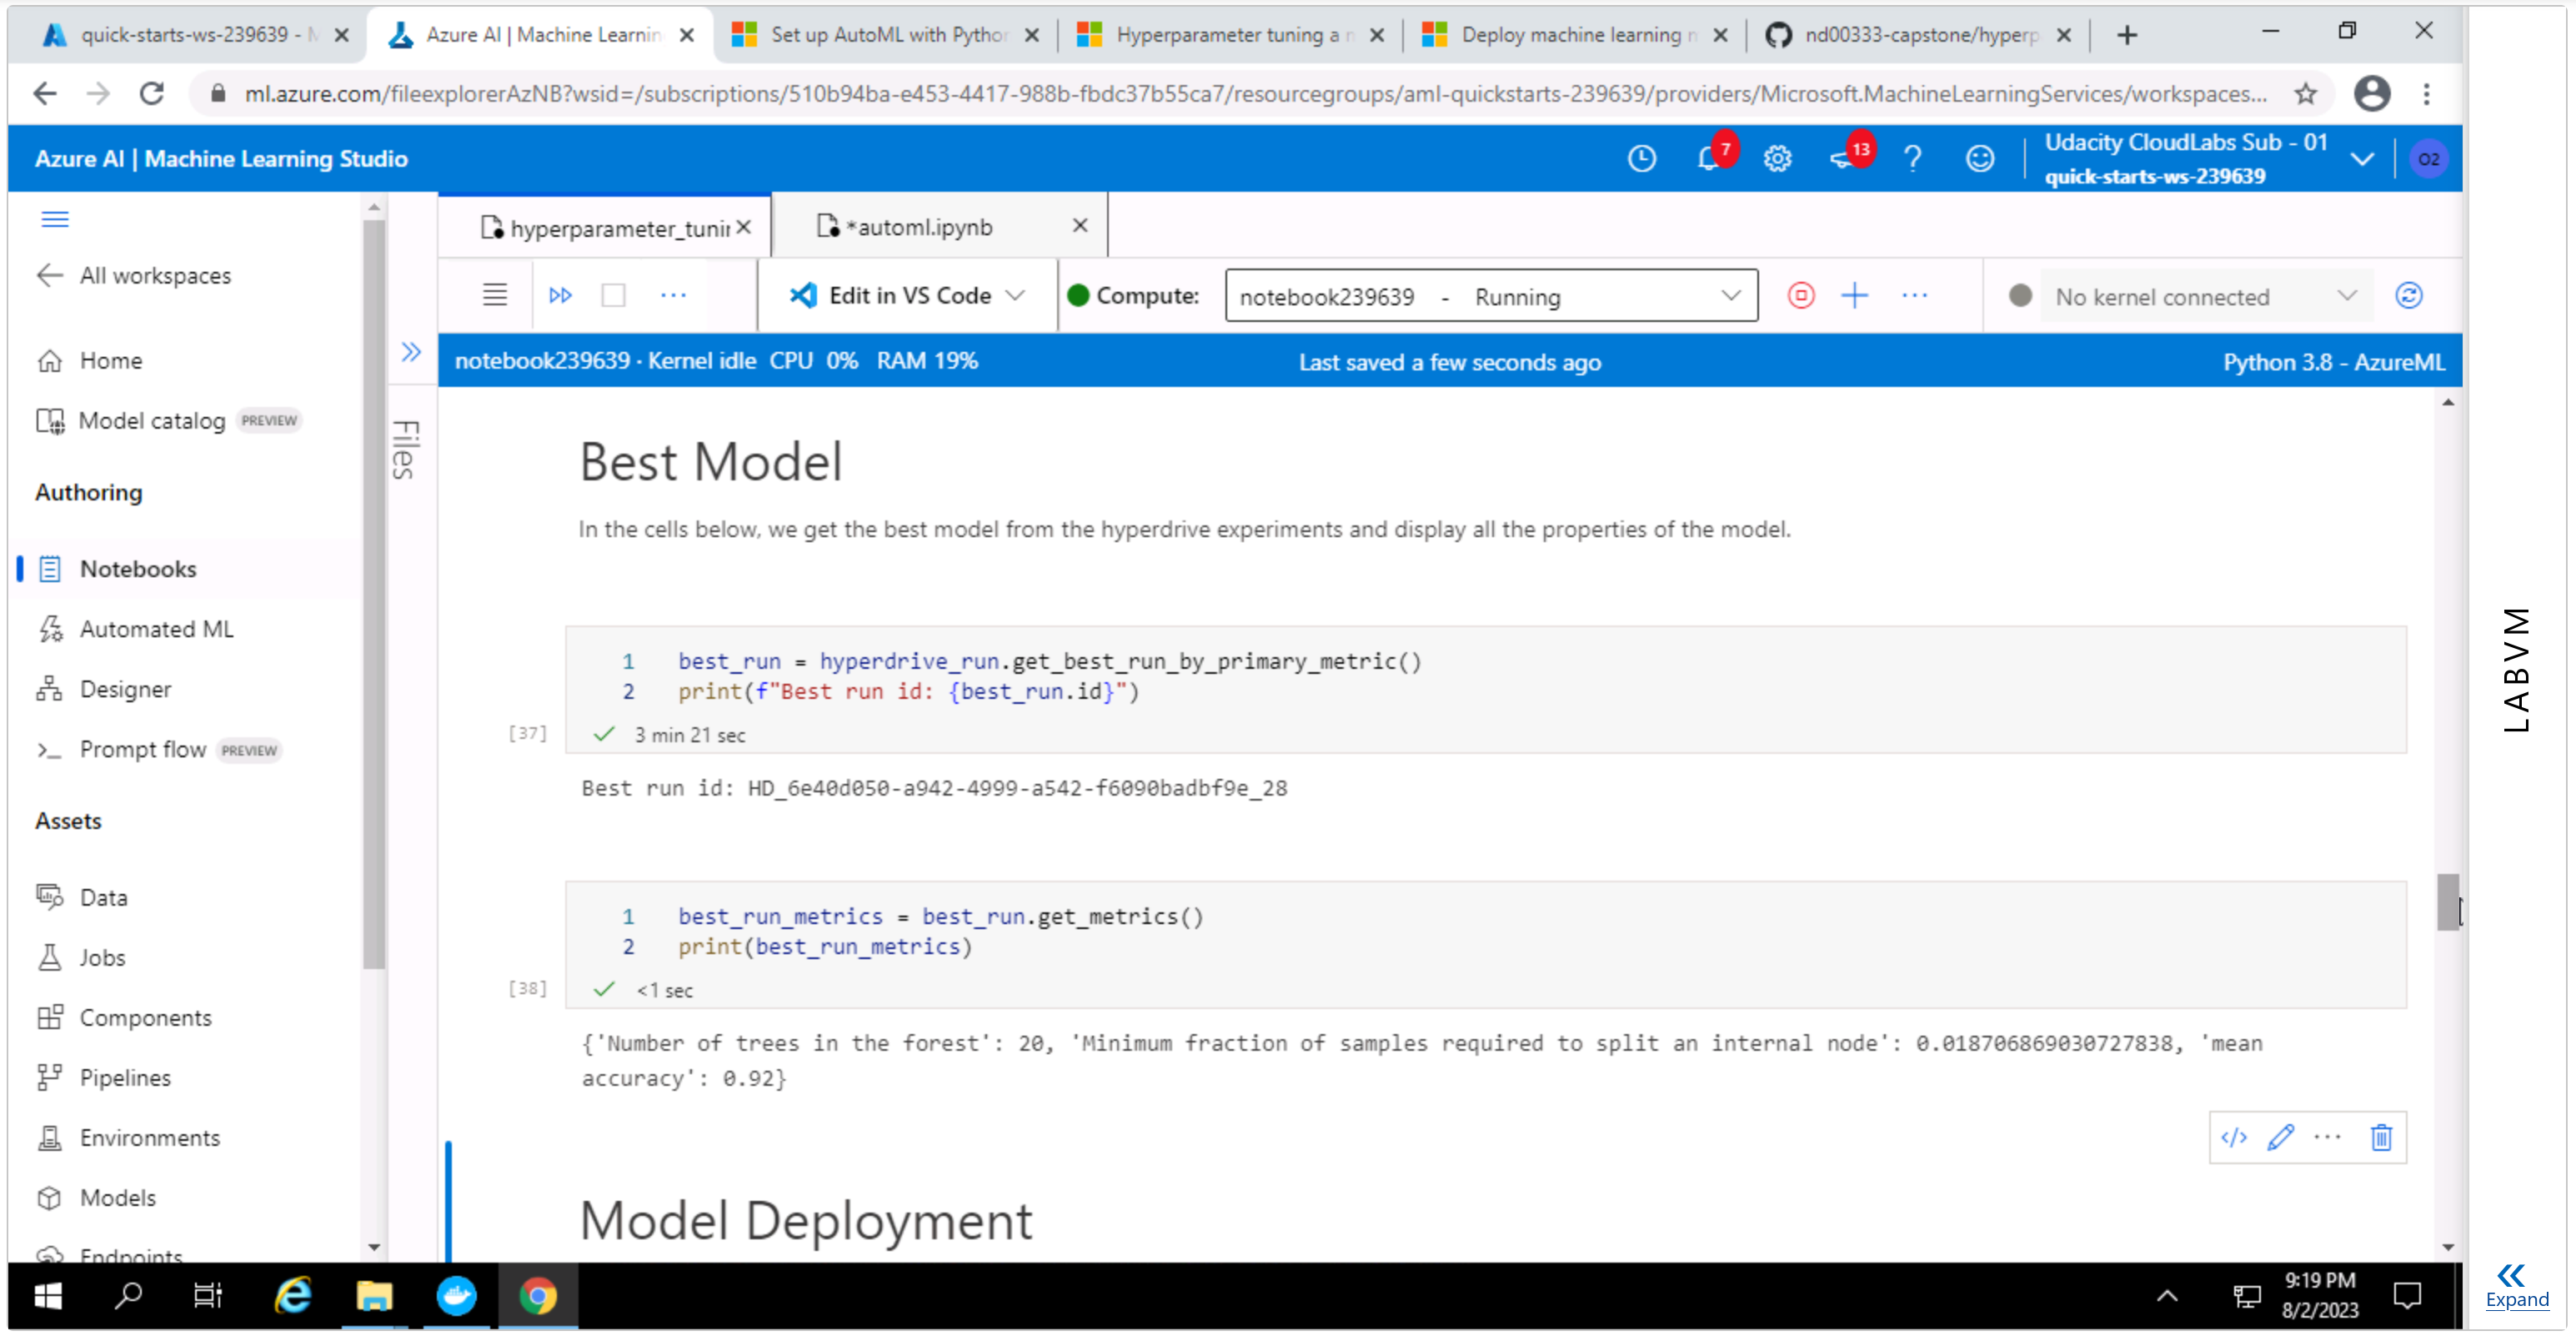 quick-starts-ws-239639 - M
Azure AI | Machine Learnin
Set up AutoML with Python
Hyperparameter tuning a m
Deploy machine learning m
nd00333-capstone/hyperp
ml.azure.com/fileexplorerAzNB?wsid=/subscriptions/510b94ba-e453-4417-988b-fbdc37b55ca7/resourcegroups/aml-quickstarts-239639/providers/Microsoft.MachineLearningServices/workspaces...
Azure AI | Machine Learning Studio
7
13
Udacity CloudLabs Sub - 01
quick-starts-ws-239639
O2
hyperparameter_tunin
*automl.ipynb
All workspaces
Edit in VS Code
Compute:
notebook239639 - Running
No kernel connected
notebook239639 · Kernel idle CPU 0% RAM 19%
Last saved a few seconds ago
Python 3.8 - AzureML
Home
Model catalog PREVIEW
Authoring
Notebooks
Automated ML
Designer
Prompt flow PREVIEW
Assets
Data
Jobs
Components
Pipelines
Environments
Models
Endpoints
Files
Best Model
In the cells below, we get the best model from the hyperdrive experiments and display all the properties of the model.
1 best_run = hyperdrive_run.get_best_run_by_primary_metric()
2 print(f"Best run id: {best_run.id}")
[37] 3 min 21 sec
Best run id: HD_6e40d050-a942-4999-a542-f6090badbf9e_28
1 best_run_metrics = best_run.get_metrics()
2 print(best_run_metrics)
[38] <1 sec
{'Number of trees in the forest': 20, 'Minimum fraction of samples required to split an internal node': 0.018706869030727838, 'mean
accuracy': 0.92}
Model Deployment
LABVM
Expand
9:19 PM
8/2/2023